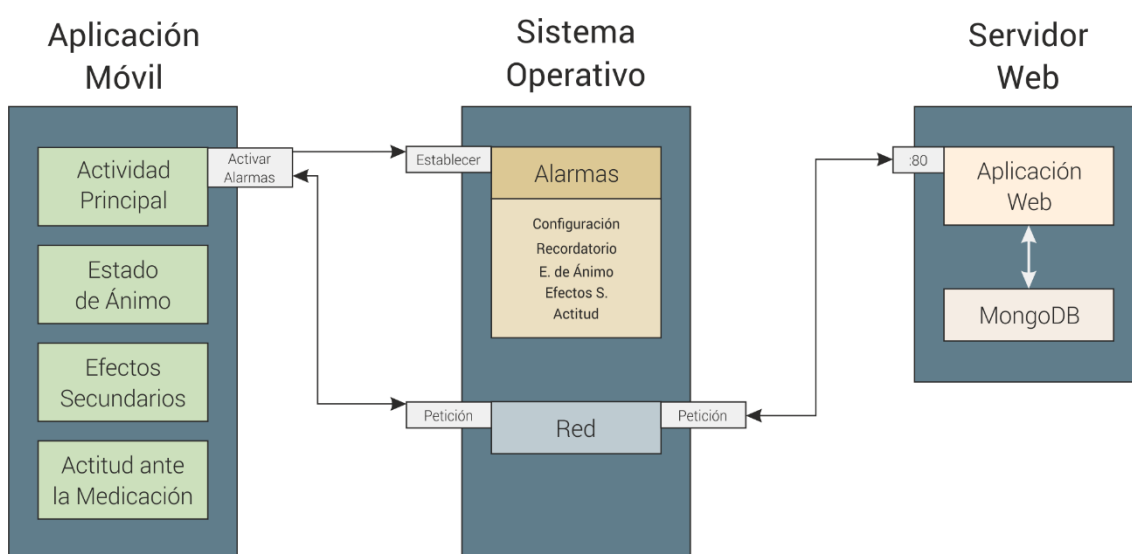 Aplicación
Móvil
Actividad
Principal
Activar
Alarmas
Estado
de Ánimo
Efectos
Secundarios
Actitud ante
la Medicación
Sistema
Operativo
Establecer
Alarmas
Configuración
Recordatorio
E. de Ánimo
Efectos S.
Actitud
Petición
Red
Petición
Servidor
Web
:80
Aplicación
Web
MongoDB